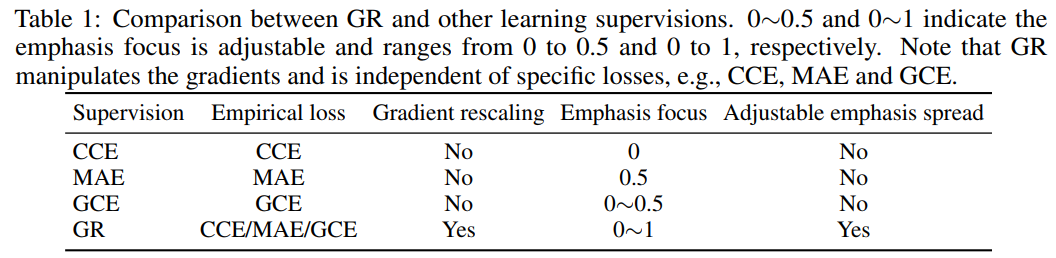 Table 1: Comparison between GR and other learning supervisions. 0∼0.5 and 0∼1 indicate the
emphasis focus is adjustable and ranges from 0 to 0.5 and 0 to 1, respectively. Note that GR
manipulates the gradients and is independent of specific losses, e.g., CCE, MAE and GCE.
Supervision Empirical loss Gradient rescaling Emphasis focus Adjustable emphasis spread
CCE CCE No 0 No
MAE MAE No 0.5 No
GCE GCE No 0∼0.5 No
GR CCE/MAE/GCE Yes 0∼1 Yes